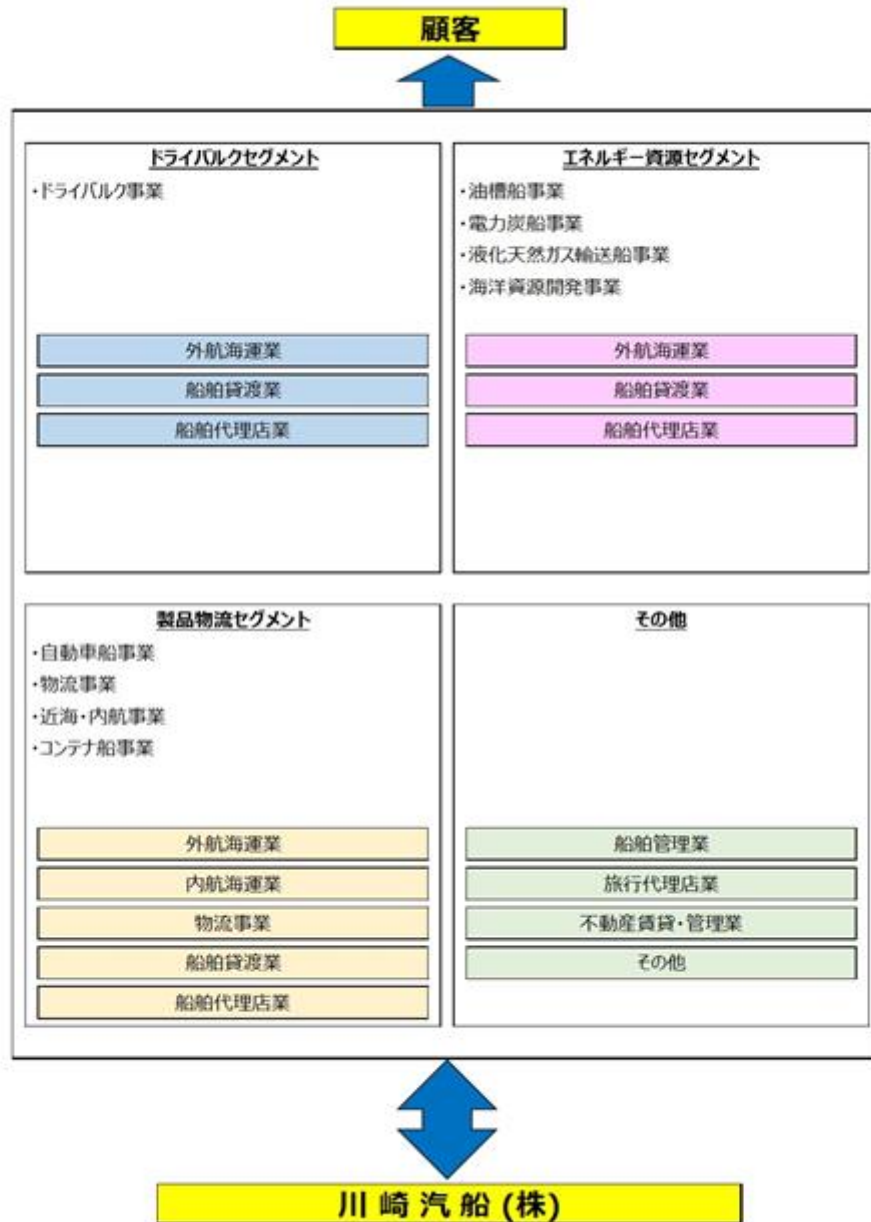 顧客
ドライバルクセグメント
・ドライバルク事業
外航海運業
船舶貸渡業
船舶代理店業
エネルギー資源セグメント
・油槽船事業
・電力炭船事業
・液化天然ガス輸送船事業
・海洋資源開発事業
外航海運業
船舶貸渡業
船舶代理店業
製品物流セグメント
・自動車船事業
・物流事業
・近海・内航事業
・コンテナ船事業
外航海運業
内航海運業
物流事業
船舶貸渡業
船舶代理店業
その他
船舶管理業
旅行代理店業
不動産賃貸・管理業
その他
川崎汽船(株)